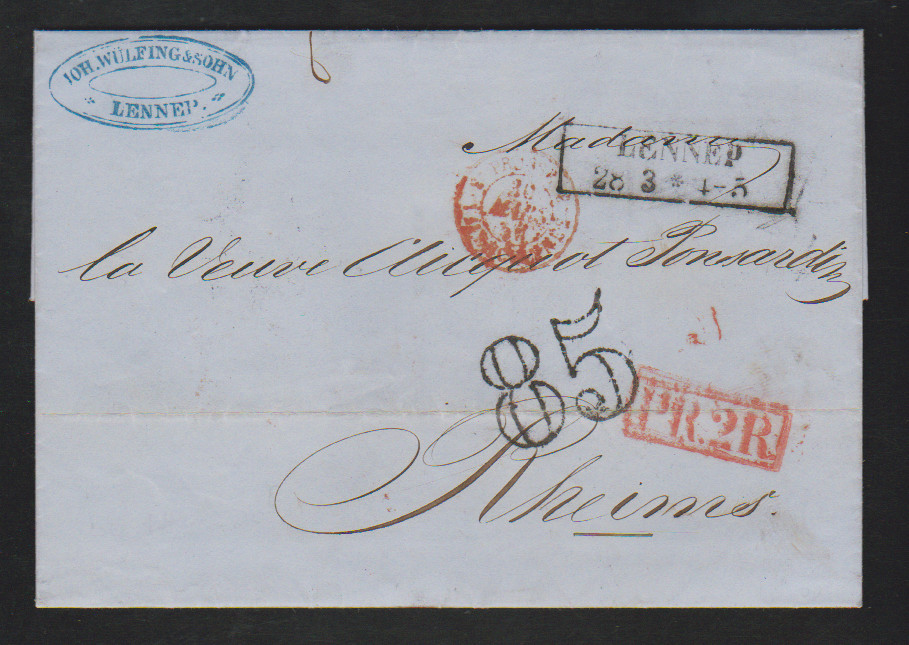 JOH. WÜLFING & SOHN
LENNEP.
Madame
LENNEP
28 3 * 4-5
la Veuve Clicquot Ponsardin
85
PR.2R
Rheims.